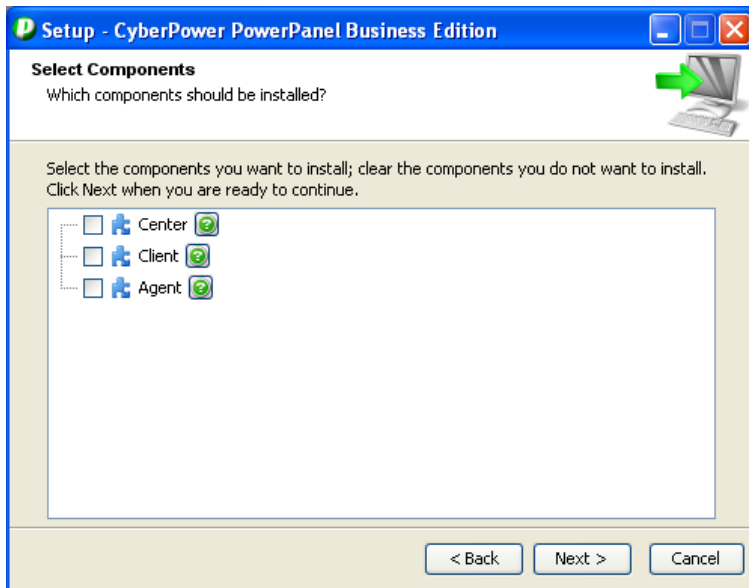 Setup - CyberPower PowerPanel Business Edition
Select Components
Which components should be installed?
Select the components you want to install; clear the components you do not want to install.
Click Next when you are ready to continue.
Center
Client
Agent
< Back Next > Cancel